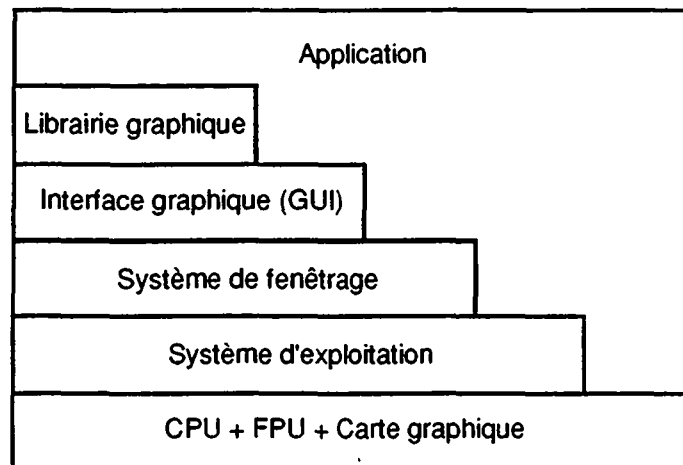 Application
Librairie graphique
Interface graphique (GUI)
Système de fenêtrage
Système d'exploitation
CPU + FPU + Carte graphique